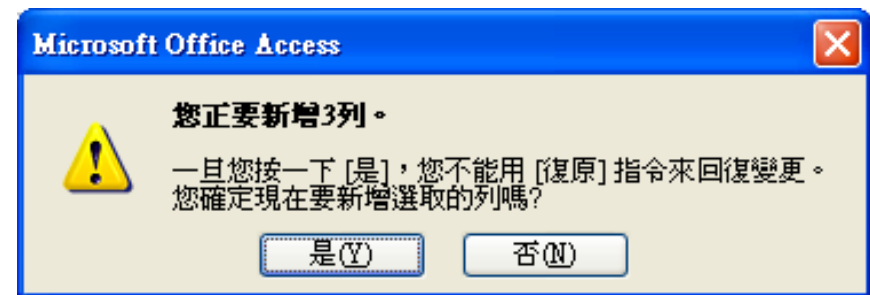 Microsoft Office Access
您正要新增3列。
一旦您按一下 [是]，您不能用 [復原] 指令來回復變更。
您確定現在要新增選取的列嗎?
是(Y)
否(N)